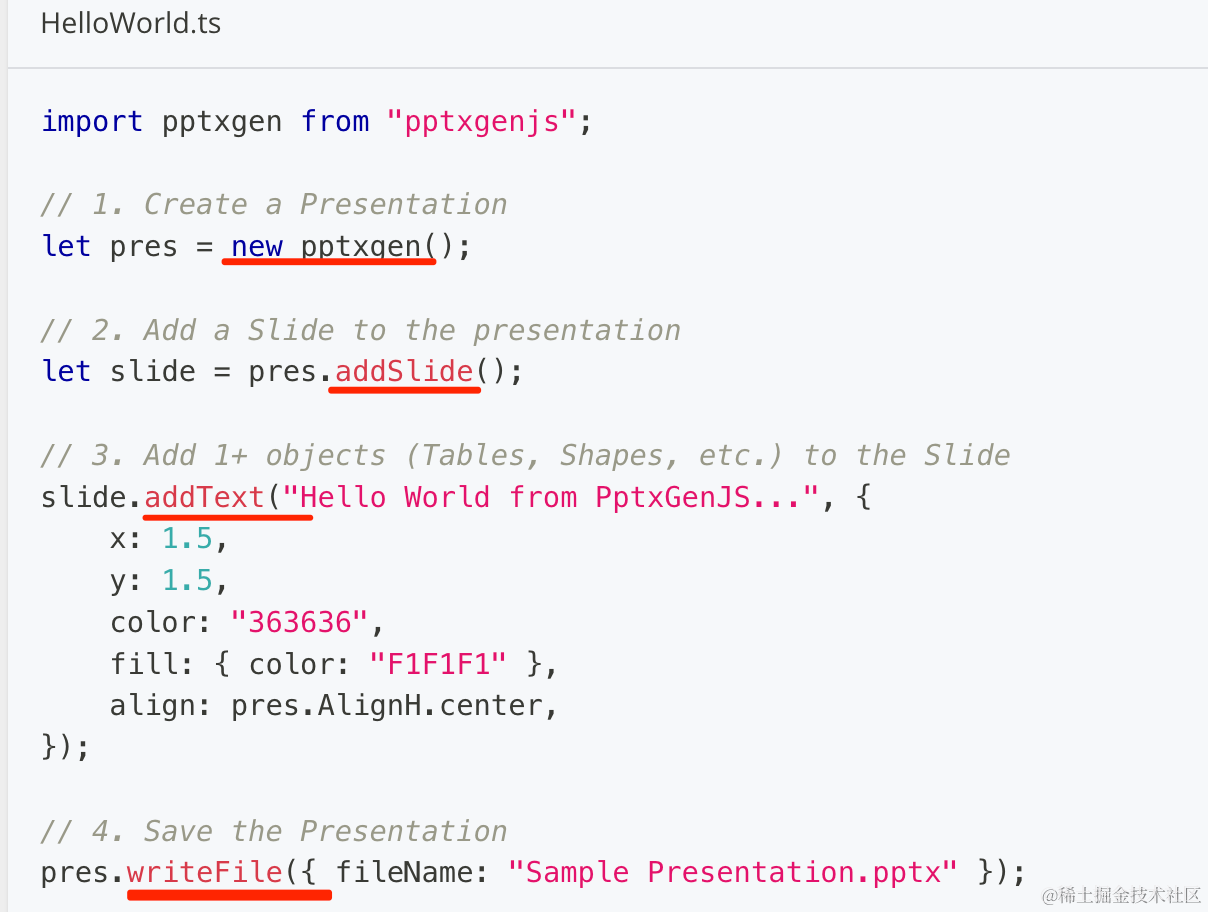 HelloWorld.ts
import pptxgen from "pptxgenjs";
// 1. Create a Presentation
let pres = new pptxgen();
// 2. Add a Slide to the presentation
let slide = pres.addSlide();
// 3. Add 1+ objects (Tables, Shapes, etc.) to the Slide
slide.addText("Hello World from PptxGenJS...", {
    x: 1.5,
    y: 1.5,
    color: "363636",
    fill: { color: "F1F1F1" },
    align: pres.AlignH.center,
});
// 4. Save the Presentation
pres.writeFile({ fileName: "Sample Presentation.pptx" });
@稀土掘金技术社区